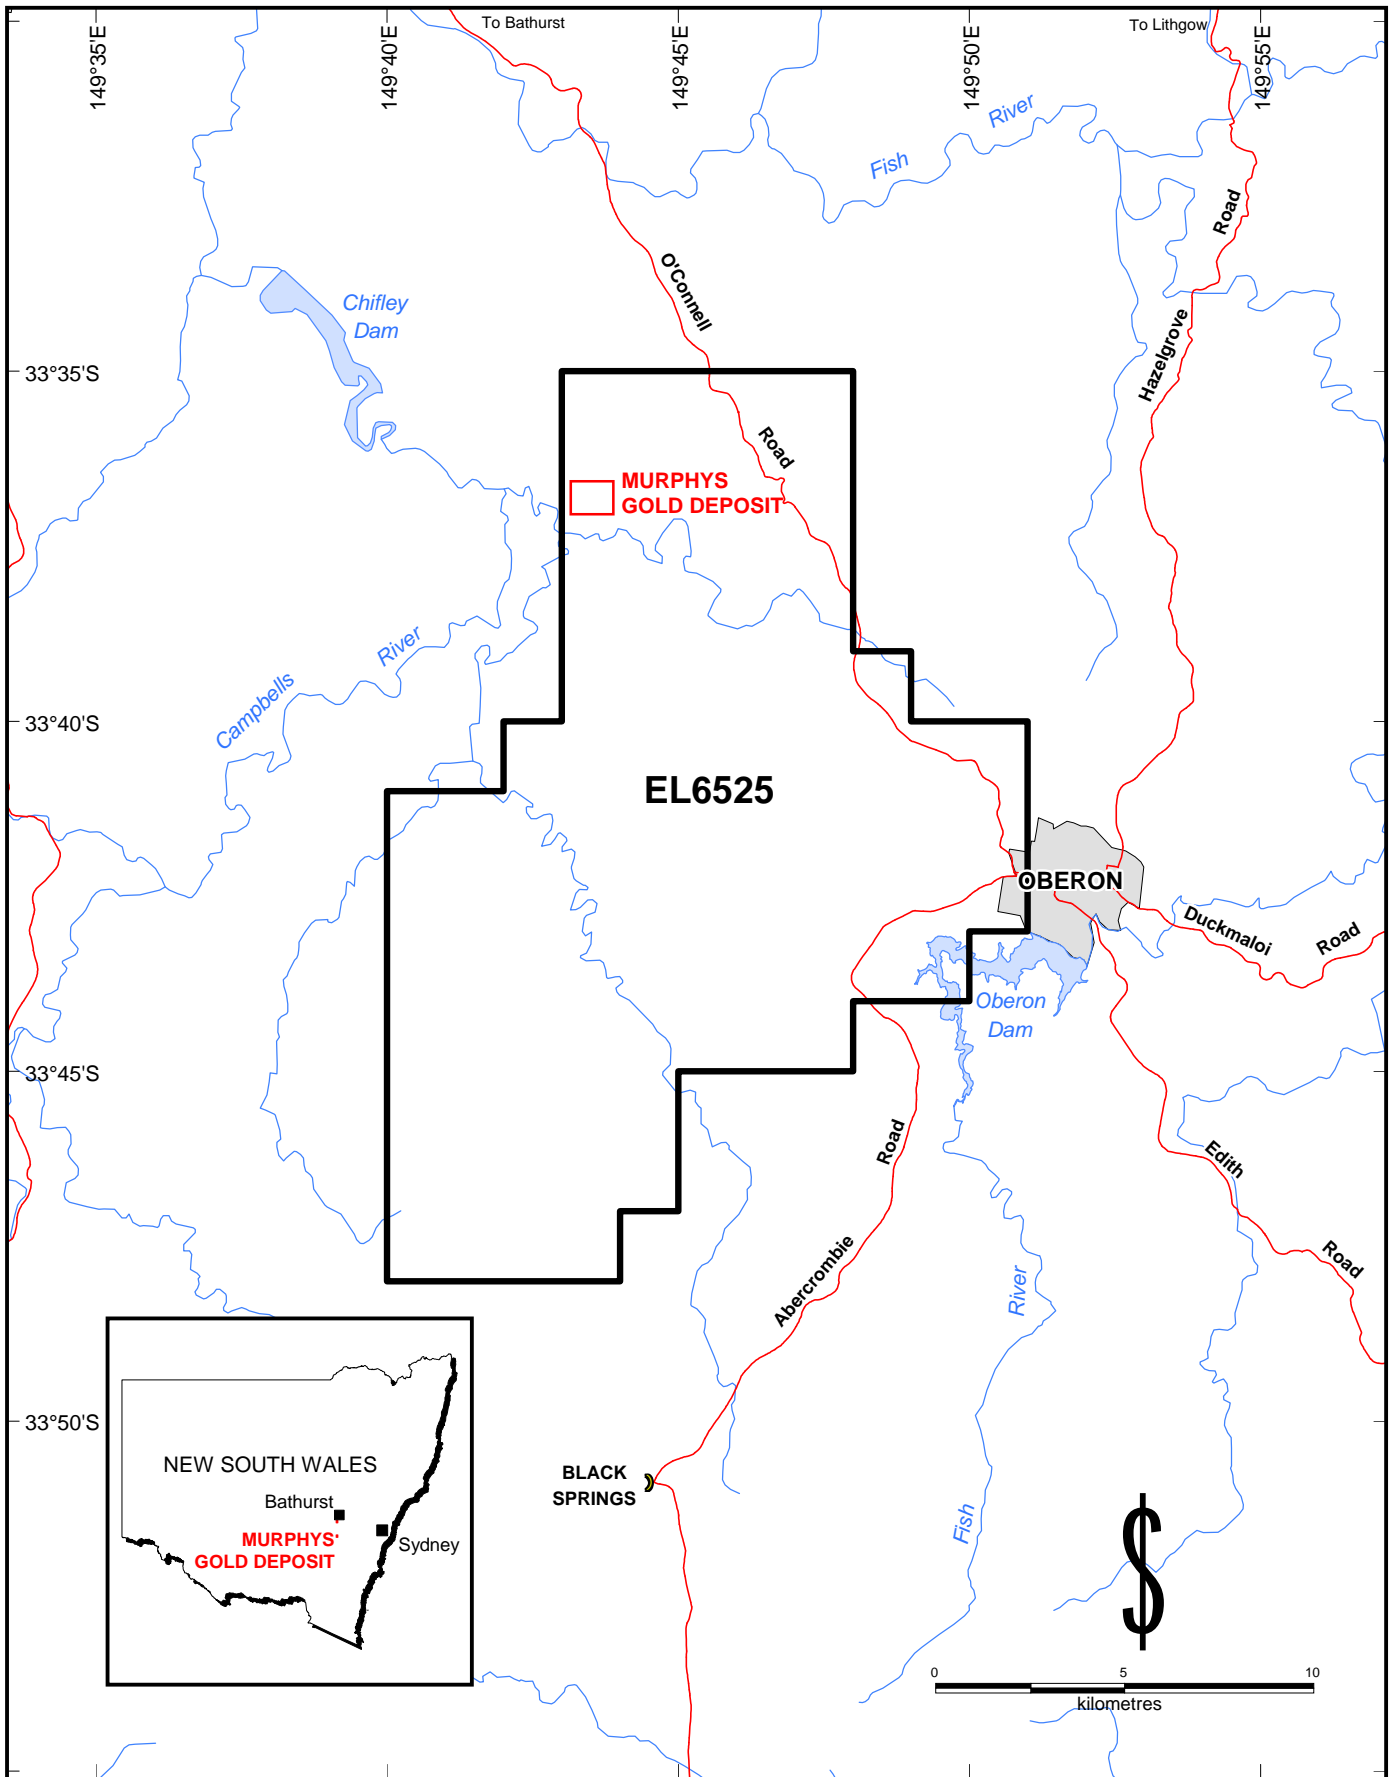 To Bathurst
To Lithgow
149°35'E
149°40'E
149°45'E
149°50'E
149°55'E
River
Fish
Road
O'Connell
Chifley
Dam
Hazelgrove
33°35'S
Road
MURPHYS
GOLD DEPOSIT
River
Campbells
33°40'S
EL6525
OBERON
Duckmaloi
Road
Oberon
Dam
33°45'S
Road
Edith
Abercrombie
Road
River
33°50'S
NEW SOUTH WALES
BLACK
SPRINGS
Bathurst
Fish
MURPHYS
Sydney
GOLD DEPOSIT
$
0
5
10
kilometres